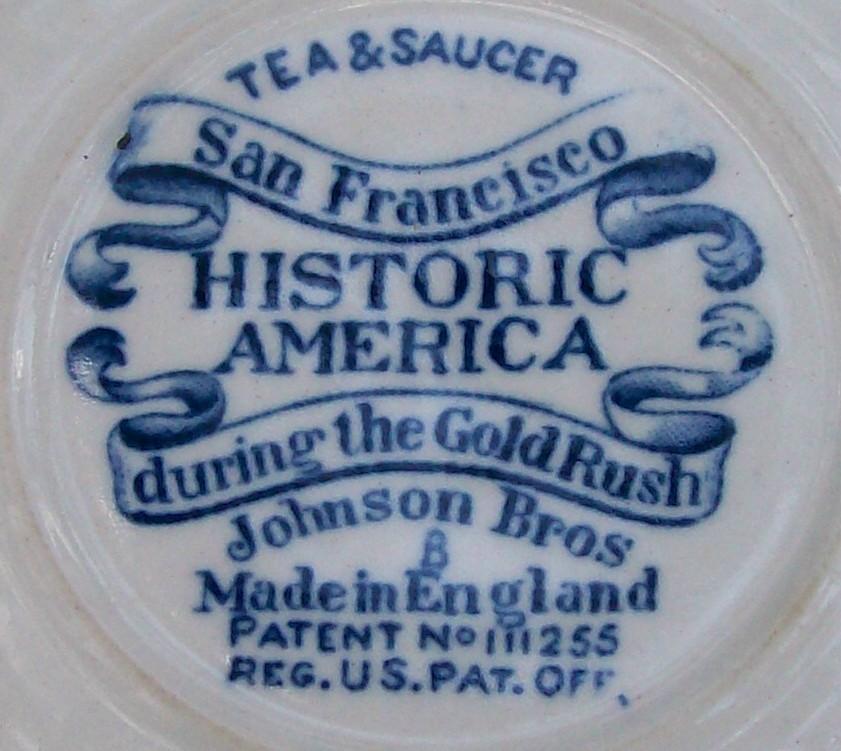 TEA & SAUCER
San Francisco
HISTORIC
AMERICA
during the Gold Rush
Johnson Bros
B
Made in England
PATENT No 111255
REG. U.S. PAT. OFF.